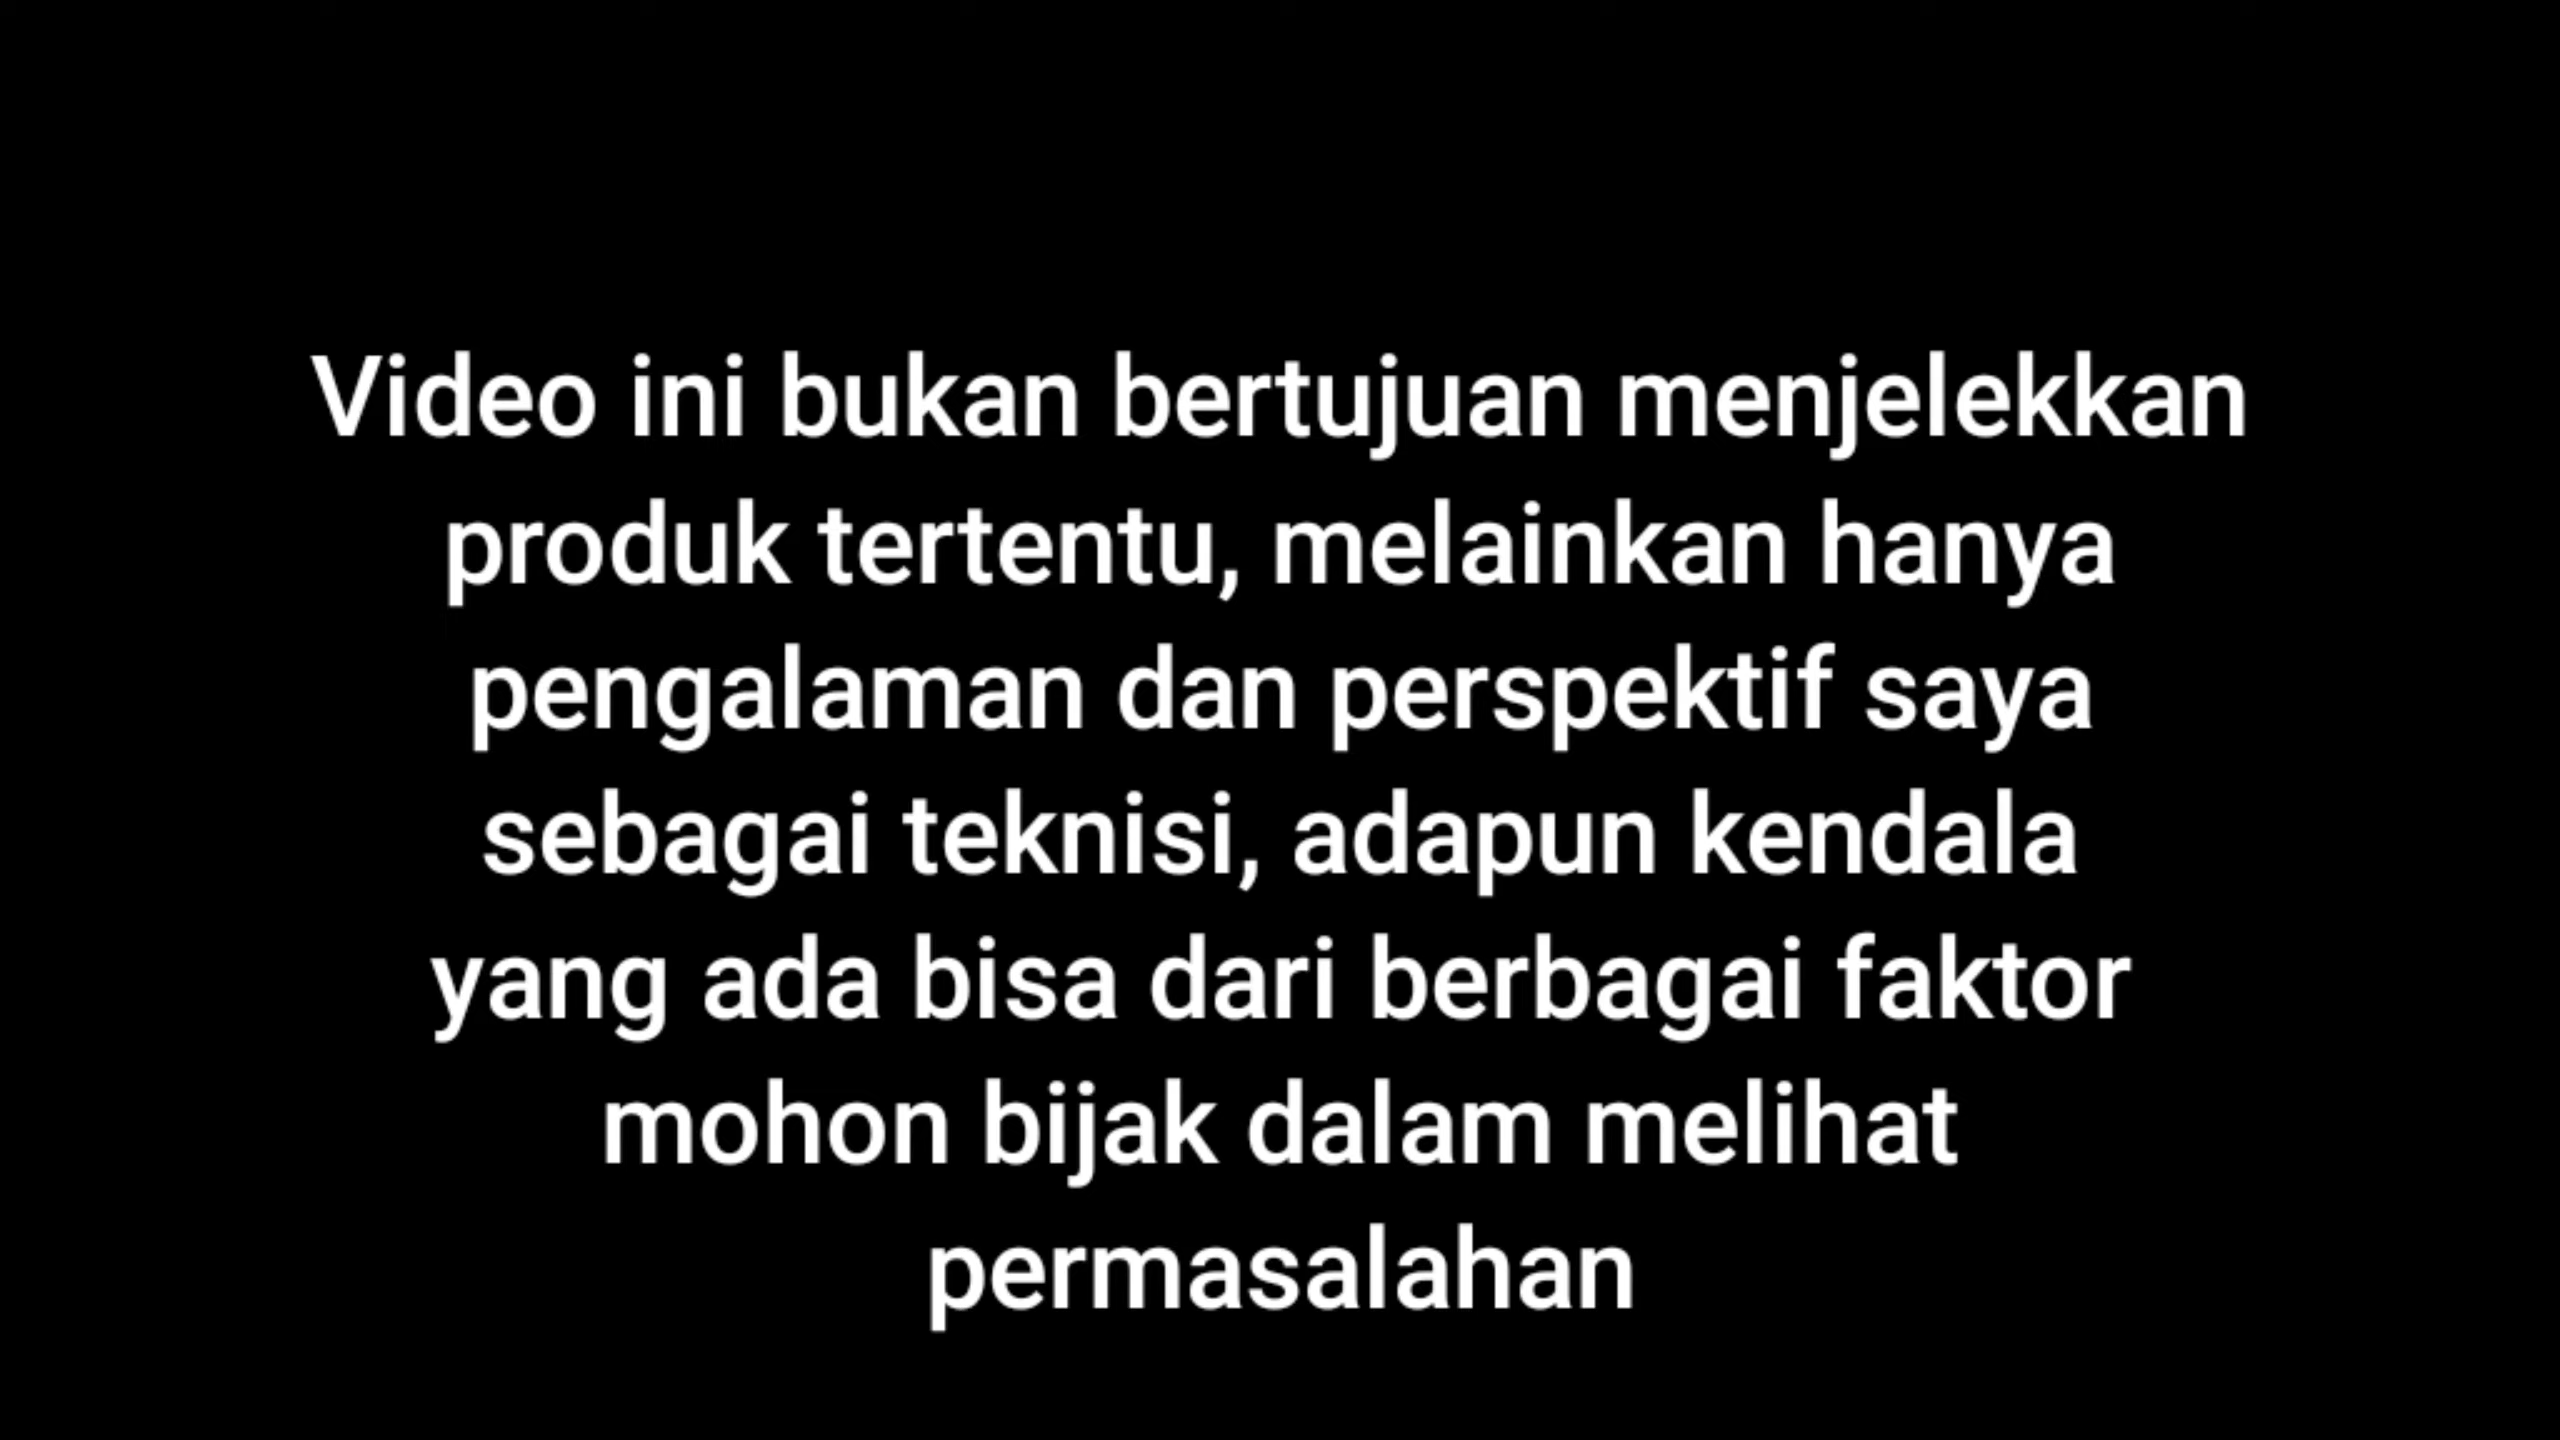 Video ini bukan bertujuan menjelekkan
produk tertentu, melainkan hanya
pengalaman dan perspektif saya
sebagai teknisi, adapun kendala
yang ada bisa dari berbagai faktor
mohon bijak dalam melihat
permasalahan